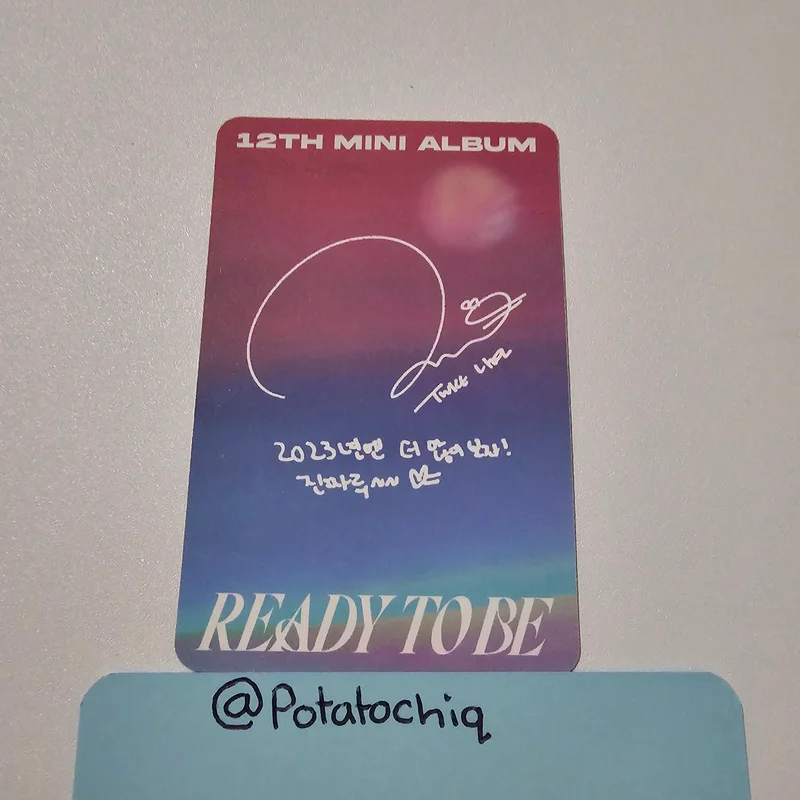 12TH MINI ALBUM
TWICE 나연
2023년엔 더 많이 보자!
진짜루~~
READY TO BE
@Potatochiq